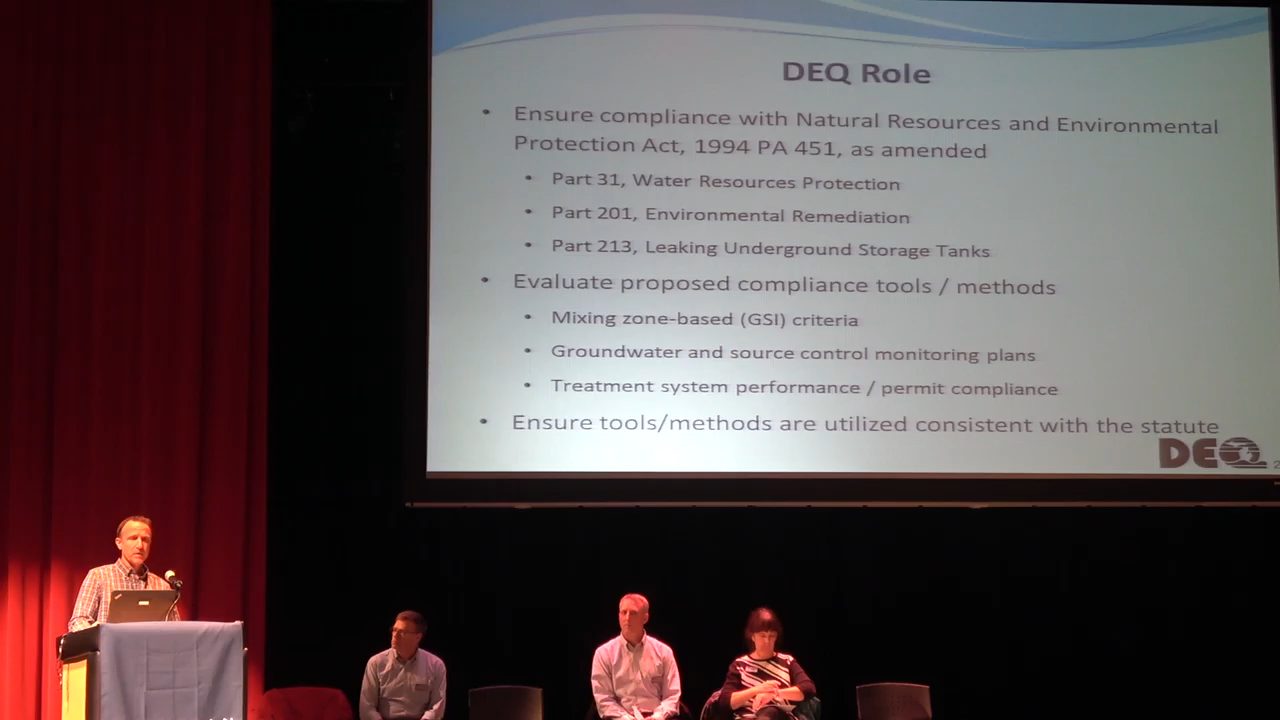 DEQ Role
• Ensure compliance with Natural Resources and Environmental
Protection Act, 1994 PA 451, as amended
• Part 31, Water Resources Protection
• Part 201, Environmental Remediation
• Part 213, Leaking Underground Storage Tanks
• Evaluate proposed compliance tools / methods
• Mixing zone-based (GSI) criteria
• Groundwater and source control monitoring plans
• Treatment system performance / permit compliance
• Ensure tools/methods are utilized consistent with the statute
DEQ
2